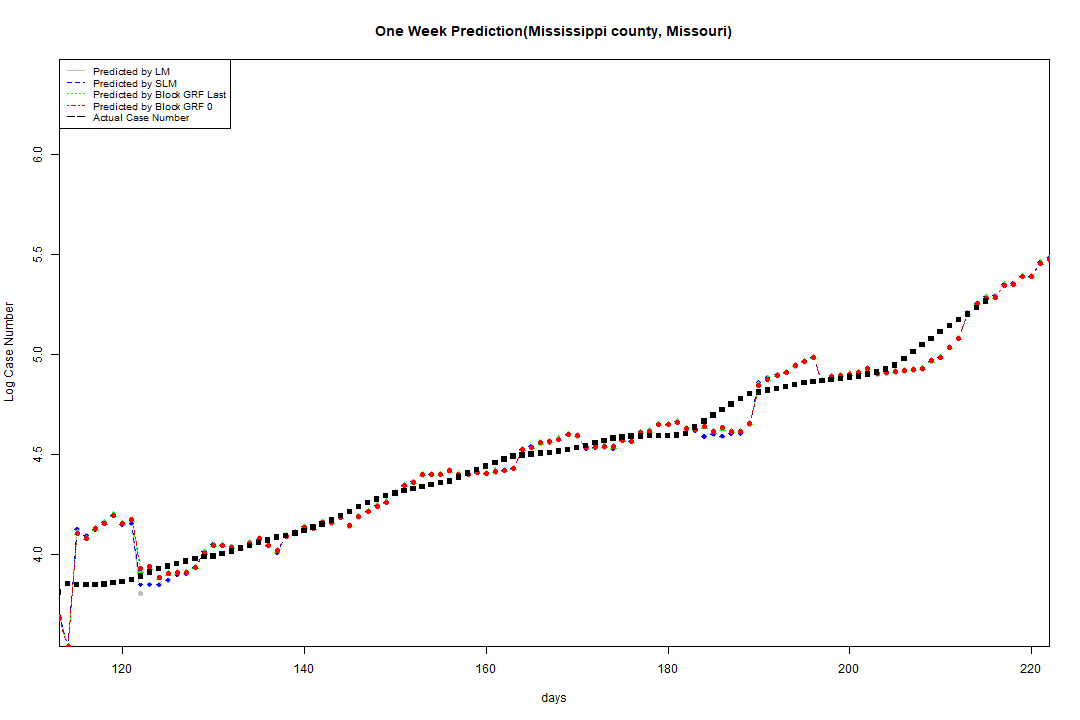 One Week Prediction(Mississippi county, Missouri)
Predicted by LM
Predicted by SLM
Predicted by Block GRF Last
Predicted by Block GRF 0
Actual Case Number
6.0
5.5
5.0
4.5
4.0
Log Case Number
120 140 160 180 200 220
days